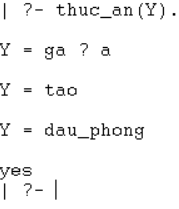 | ?- thuc_an(Y).
Y = ga ? a
Y = tao
Y = dau_phong
yes
| ?-